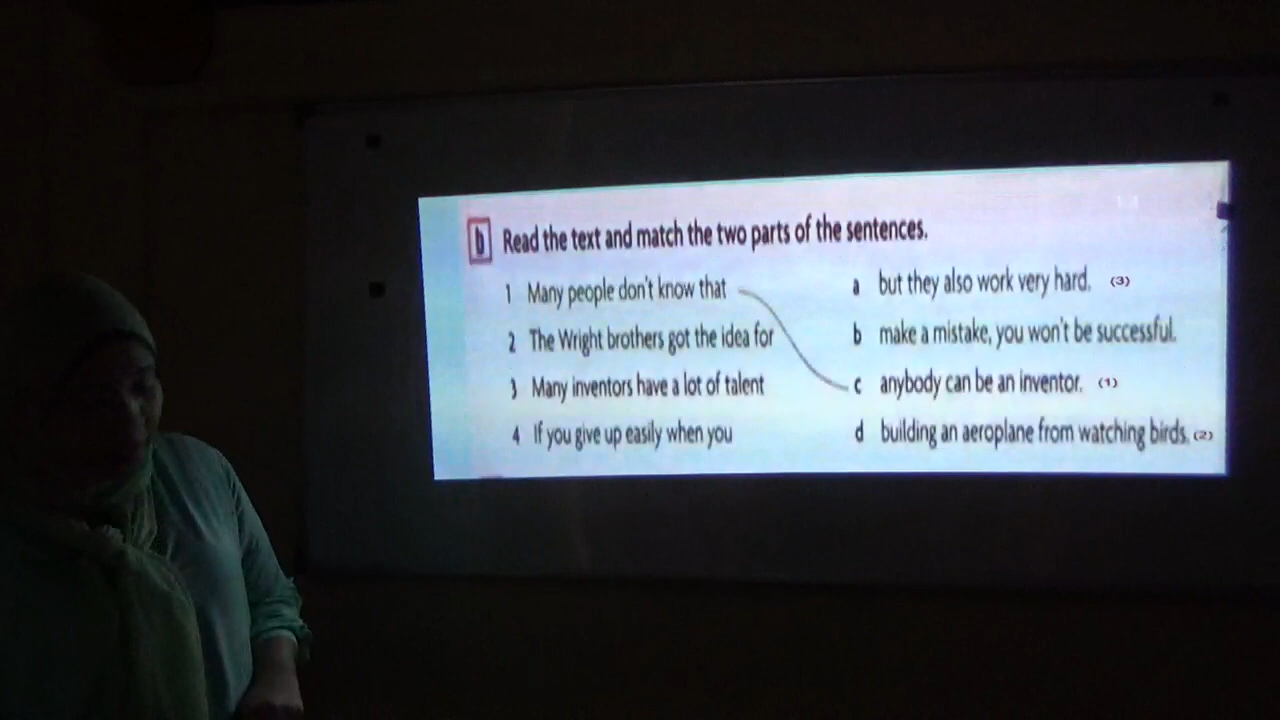 b Read the text and match the two parts of the sentences.
1 Many people don't know that
2 The Wright brothers got the idea for
3 Many inventors have a lot of talent
4 If you give up easily when you
a but they also work very hard. (3)
b make a mistake, you won't be successful.
c anybody can be an inventor. (1)
d building an aeroplane from watching birds. (2)